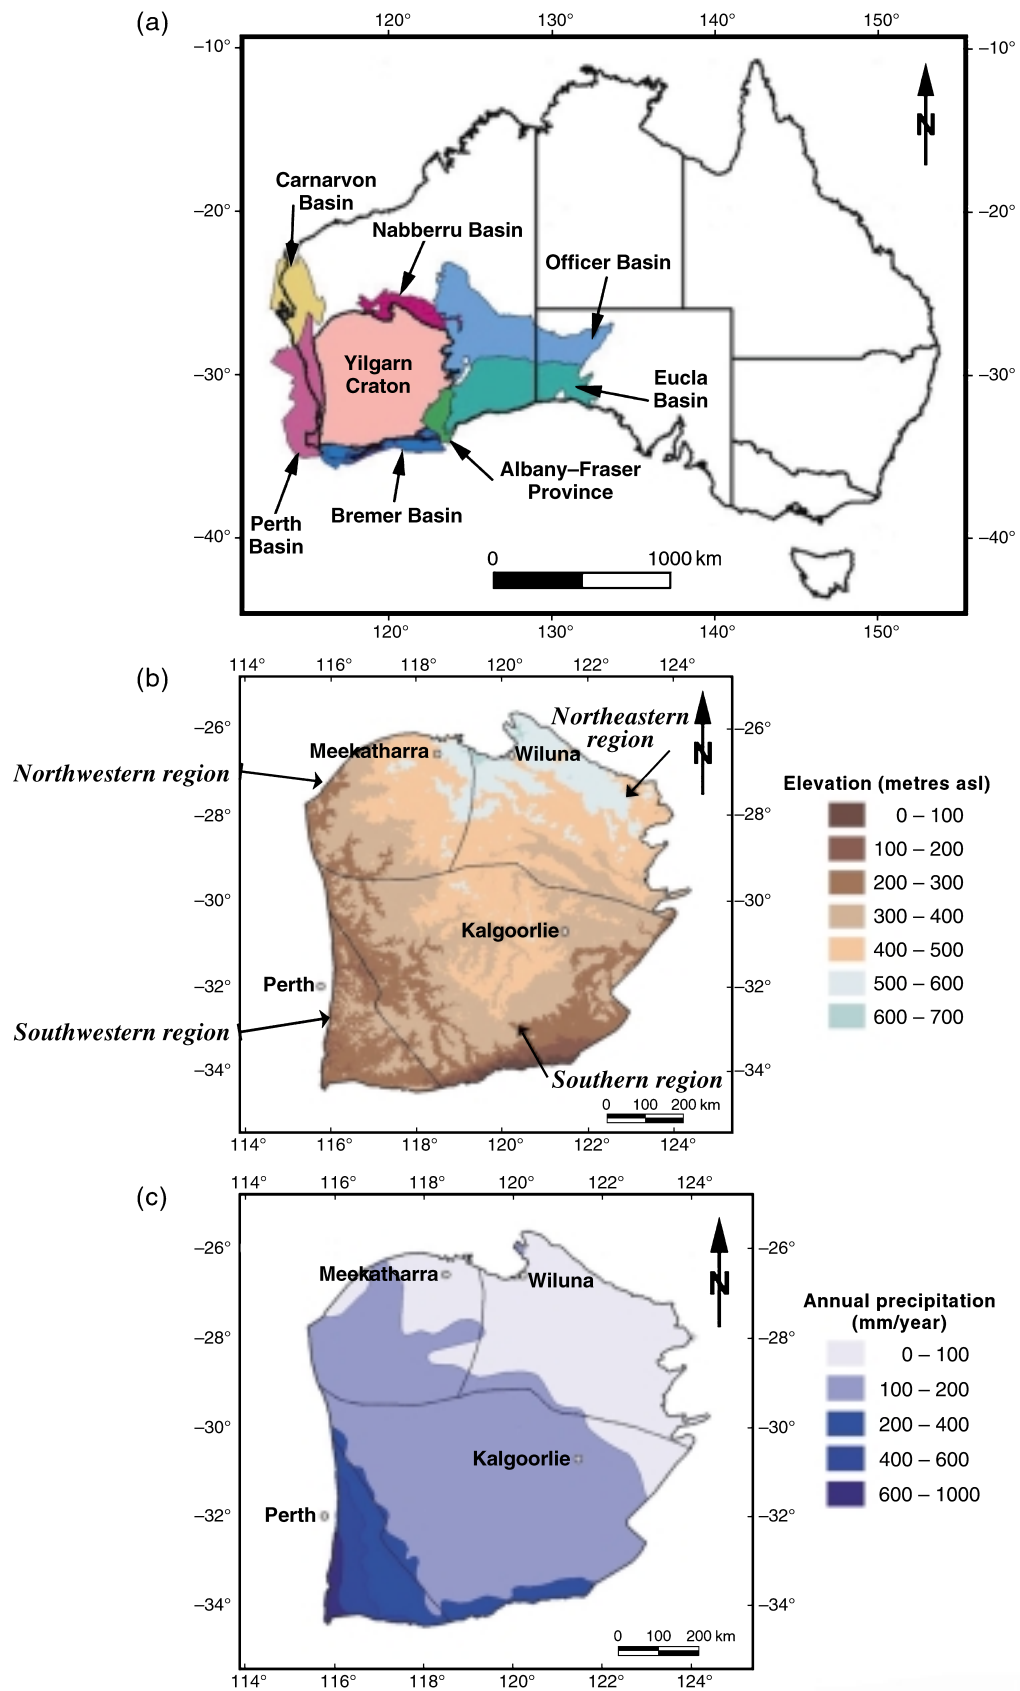 (a)
120° 130° 140° 150°
–10° –10°
N
Carnarvon
Basin
–20° –20°
Nabberru Basin
Officer Basin
Yilgarn
Craton
–30° –30°
Eucla
Basin
Albany–Fraser
Province
Bremer Basin
Perth
Basin
–40° –40°
0 1000 km
120° 130° 140° 150°
(b)
114° 116° 118° 120° 122° 124°
Northeastern
region
–26° –26°
N
Meekatharra Wiluna
Northwestern region
–28° –28°
–30° –30°
Kalgoorlie
Perth
–32° –32°
Southwestern region
–34° –34°
Southern region
0 100 200 km
114° 116° 118° 120° 122° 124°
Elevation (metres asl)
0 – 100
100 – 200
200 – 300
300 – 400
400 – 500
500 – 600
600 – 700
(c)
114° 116° 118° 120° 122° 124°
–26° –26°
N
Meekatharra Wiluna
–28° –28°
–30° –30°
Kalgoorlie
Perth
–32° –32°
–34° –34°
0 100 200 km
114° 116° 118° 120° 122° 124°
Annual precipitation
(mm/year)
0 – 100
100 – 200
200 – 400
400 – 600
600 – 1000